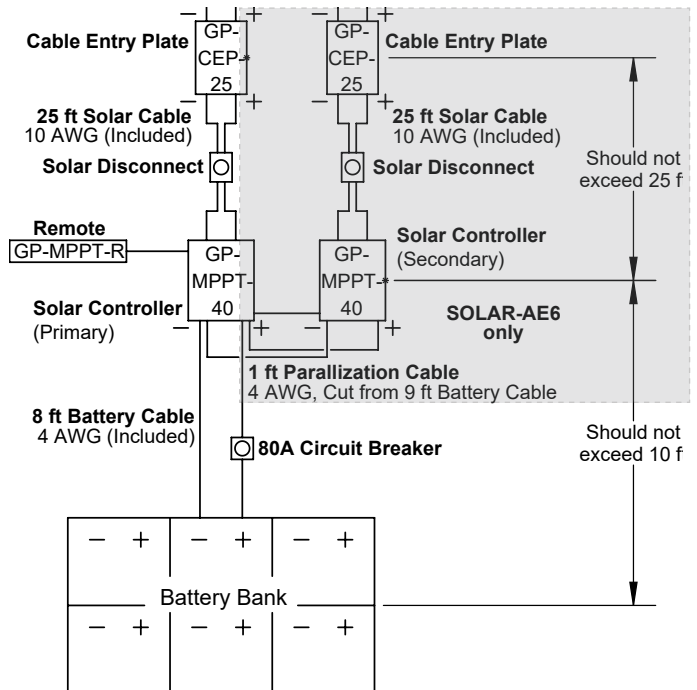 − + − +
GP-
CEP-*
25
GP-
CEP-
25
Cable Entry Plate
Cable Entry Plate
− + − +
25 ft Solar Cable
10 AWG (Included)
25 ft Solar Cable
10 AWG (Included)
Solar Disconnect
Solar Disconnect
Should not
exceed 25 f
Remote
GP-MPPT-R
GP-
MPPT-
40
GP-
MPPT-*
40
Solar Controller
(Secondary)
Solar Controller
(Primary)
− + − +
SOLAR-AE6
only
1 ft Parallization Cable
4 AWG, Cut from 9 ft Battery Cable
8 ft Battery Cable
4 AWG (Included)
80A Circuit Breaker
Should not
exceed 10 f
− + − + − +
Battery Bank
− + − + − +